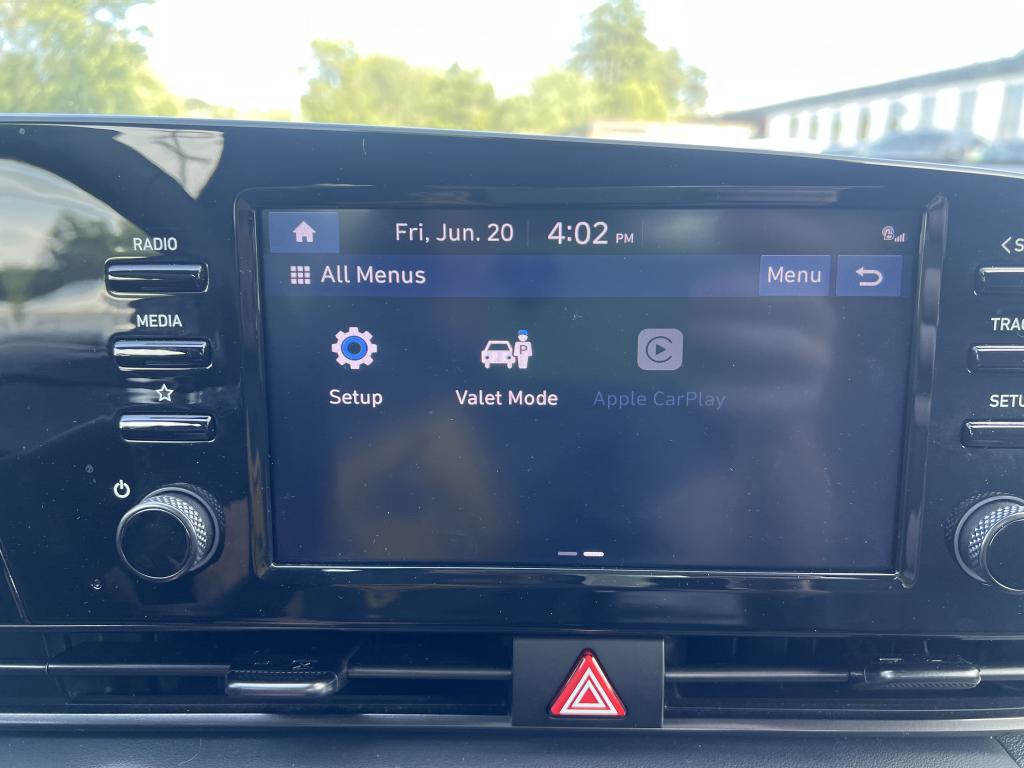 RADIO
MEDIA
Fri, Jun. 20 4:02 PM
All Menus Menu
P
Setup Valet Mode Apple CarPlay